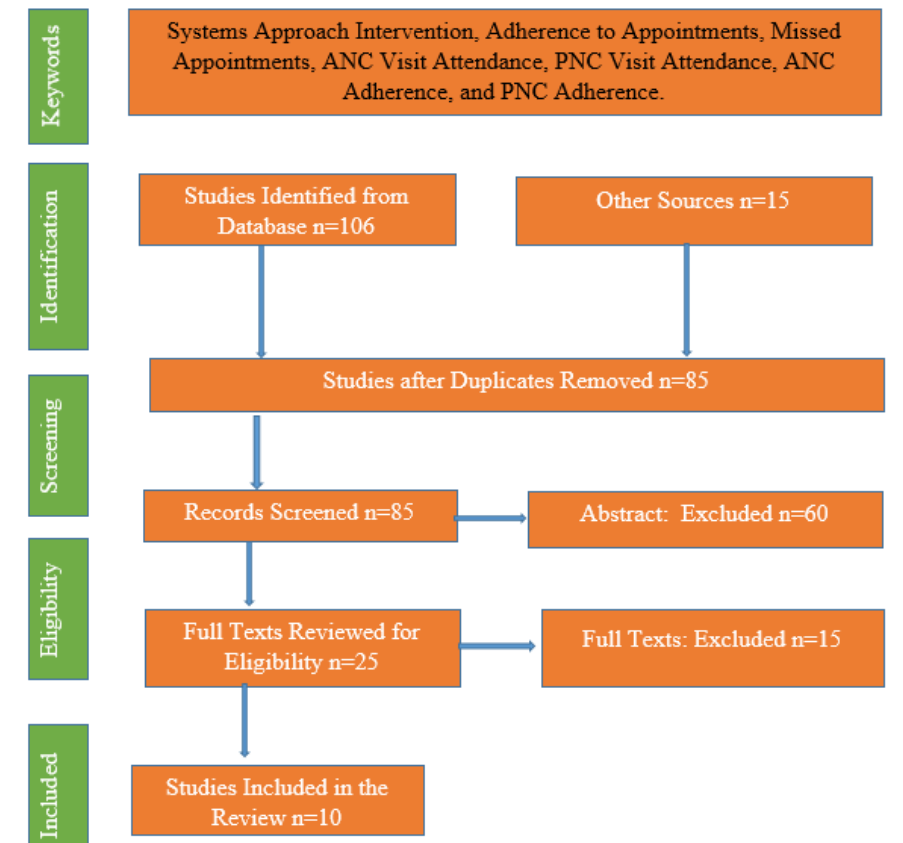 Keywords
Systems Approach Intervention, Adherence to Appointments, Missed
Appointments, ANC Visit Attendance, PNC Visit Attendance, ANC
Adherence, and PNC Adherence.
Identification
Studies Identified from
Database n=106
Other Sources n=15
Screening
Studies after Duplicates Removed n=85
Records Screened n=85
Abstract: Excluded n=60
Eligibility
Full Texts Reviewed for
Eligibility n=25
Full Texts: Excluded n=15
Included
Studies Included in the
Review n=10